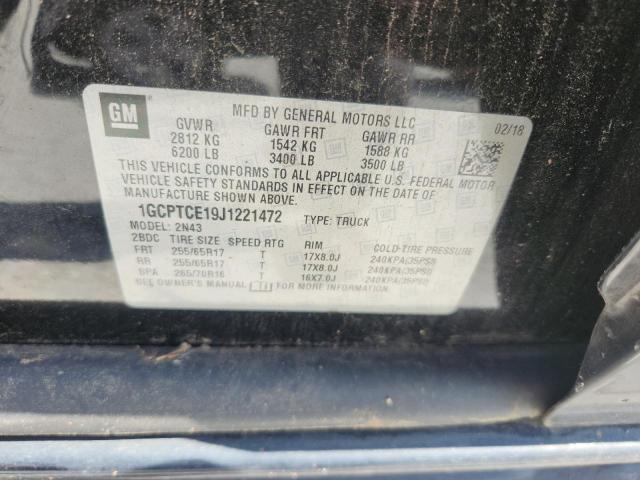 GM
MFD BY GENERAL MOTORS LLC
02/18
GVWR GAWR FRT GAWR RR
2812 KG 1542 KG 1588 KG
6200 LB 3400 LB 3500 LB
THIS VEHICLE CONFORMS TO ALL APPLICABLE U.S. FEDERAL MOTOR
VEHICLE SAFETY STANDARDS IN EFFECT ON THE DATE OF
MANUFACTURE SHOWN ABOVE.
1GCPTCE19J1221472 TYPE: TRUCK
MODEL: 2N43
2BDC TIRE SIZE SPEED RTG RIM COLD TIRE PRESSURE
FRT 255/65R17 T 17X8.0J 240KPA(35PSI)
RR 255/65R17 T 17X8.0J 240KPA(35PSI)
SPA 265/70R16 T 16X7.0J 240KPA(35PSI)
SEE OWNER'S MANUAL FOR MORE INFORMATION.